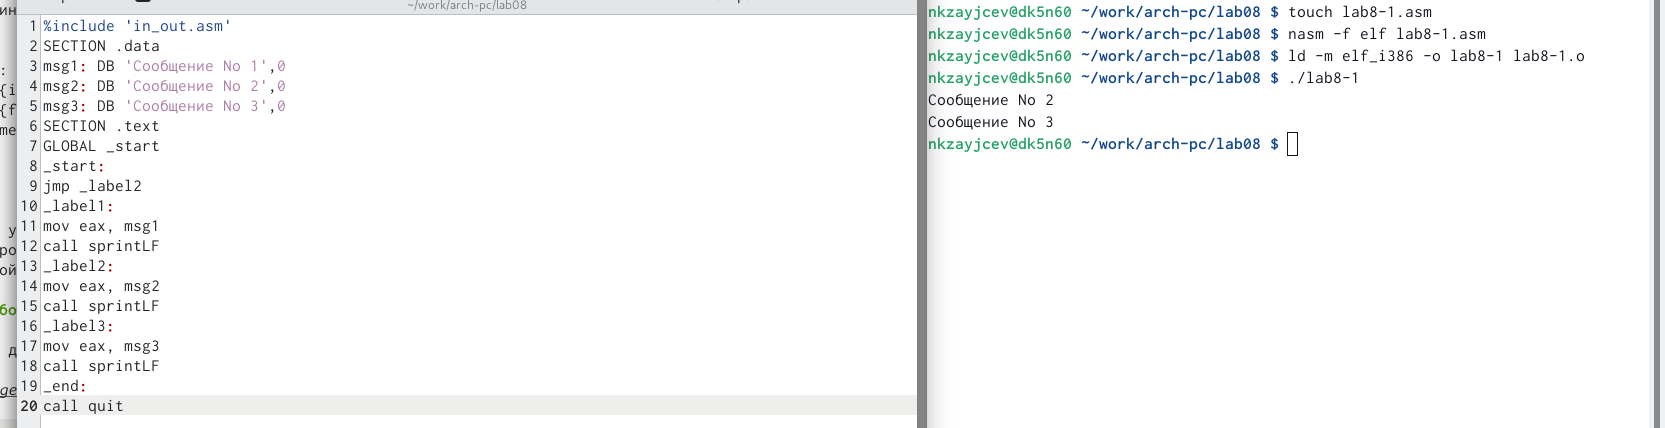 ~/work/arch-pc/lab08
1 %include 'in_out.asm'
2 SECTION .data
3 msg1: DB 'Сообщение No 1',0
4 msg2: DB 'Сообщение No 2',0
5 msg3: DB 'Сообщение No 3',0
6 SECTION .text
7 GLOBAL _start
8 _start:
9 jmp _label2
10 _label1:
11 mov eax, msg1
12 call sprintLF
13 _label2:
14 mov eax, msg2
15 call sprintLF
16 _label3:
17 mov eax, msg3
18 call sprintLF
19 _end:
20 call quit
nkzayjcev@dk5n60 ~/work/arch-pc/lab08 $ touch lab8-1.asm
nkzayjcev@dk5n60 ~/work/arch-pc/lab08 $ nasm -f elf lab8-1.asm
nkzayjcev@dk5n60 ~/work/arch-pc/lab08 $ ld -m elf_i386 -o lab8-1 lab8-1.o
nkzayjcev@dk5n60 ~/work/arch-pc/lab08 $ ./lab8-1
Сообщение No 2
Сообщение No 3
nkzayjcev@dk5n60 ~/work/arch-pc/lab08 $